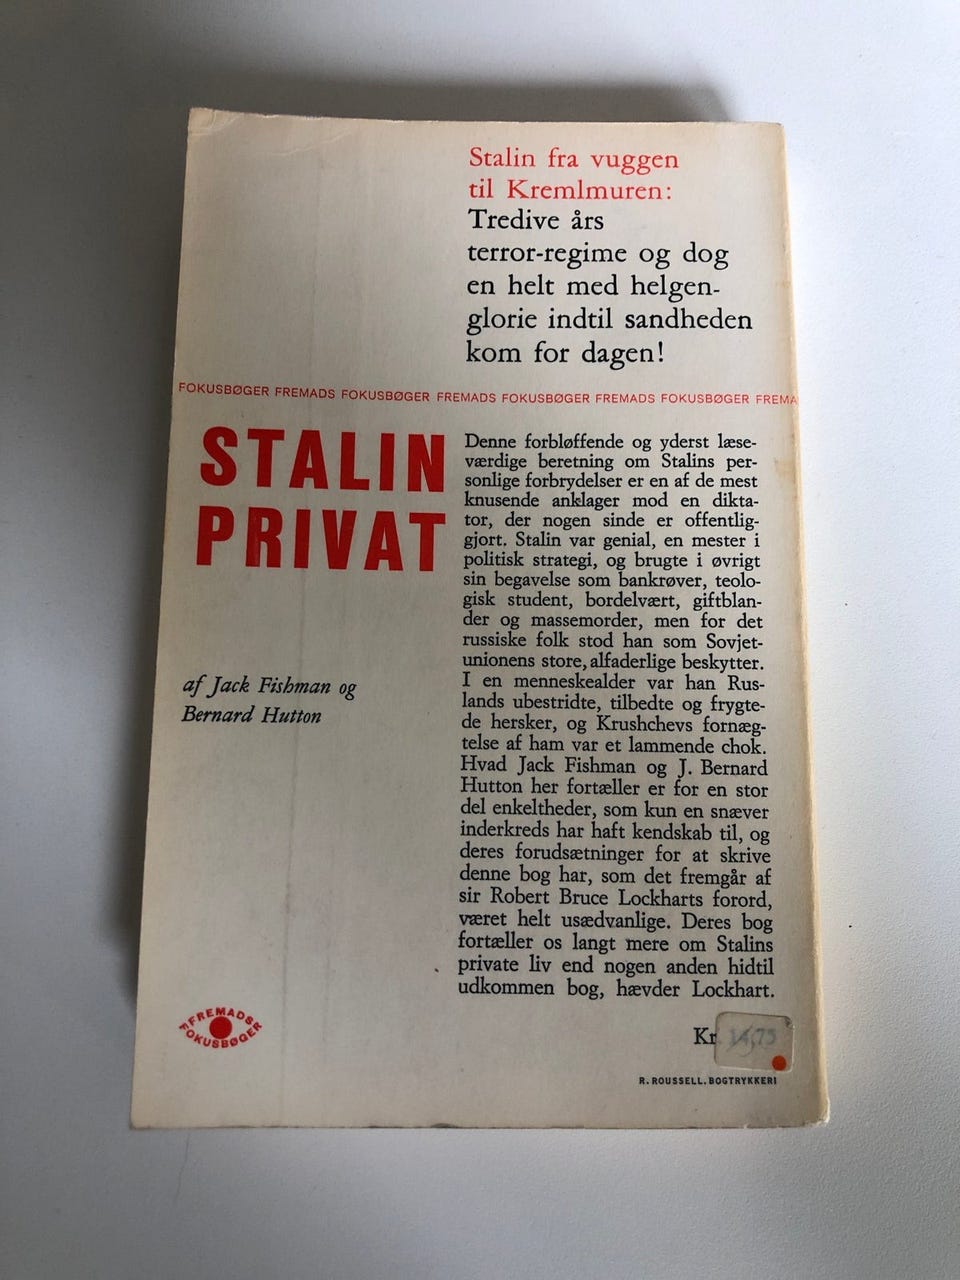 Stalin fra vuggen
til Kremlmuren:
Tredive års
terror-regime og dog
en helt med helgen-
glorie indtil sandheden
kom for dagen!
FOKUSBØGER FREMADS FOKUSBØGER FREMADS FOKUSBØGER FREMADS FOKUSBØGER FREMA
STALIN
PRIVAT
af Jack Fishman og
Bernard Hutton
Denne forbløffende og yderst læse-
værdige beretning om Stalins per-
sonlige forbrydelser er en af de mest
knusende anklager mod en dikta-
tor, der nogen sinde er offentlig-
gjort. Stalin var genial, en mester i
politisk strategi, og brugte i øvrigt
sin begavelse som bankrøver, teolo-
gisk student, bordelvært, giftblan-
der og massemorder, men for det
russiske folk stod han som Sovjet-
unionens store, alfaderlige beskytter.
I en menneskealder var han Rus-
lands ubestridte, tilbedte og frygte-
de hersker, og Krushchevs fornæg-
telse af ham var et lammende chok.
Hvad Jack Fishman og J. Bernard
Hutton her fortæller er for en stor
del enkeltheder, som kun en snæver
inderkreds har haft kendskab til, og
deres forudsætninger for at skrive
denne bog har, som det fremgår af
sir Robert Bruce Lockharts forord,
været helt usædvanlige. Deres bog
fortæller os langt mere om Stalins
private liv end nogen anden hidtil
udkommen bog, hævder Lockhart.
FREMADS
FOKUSBØGER
Kr
R. ROUSSELL. BOGTRYKKERI